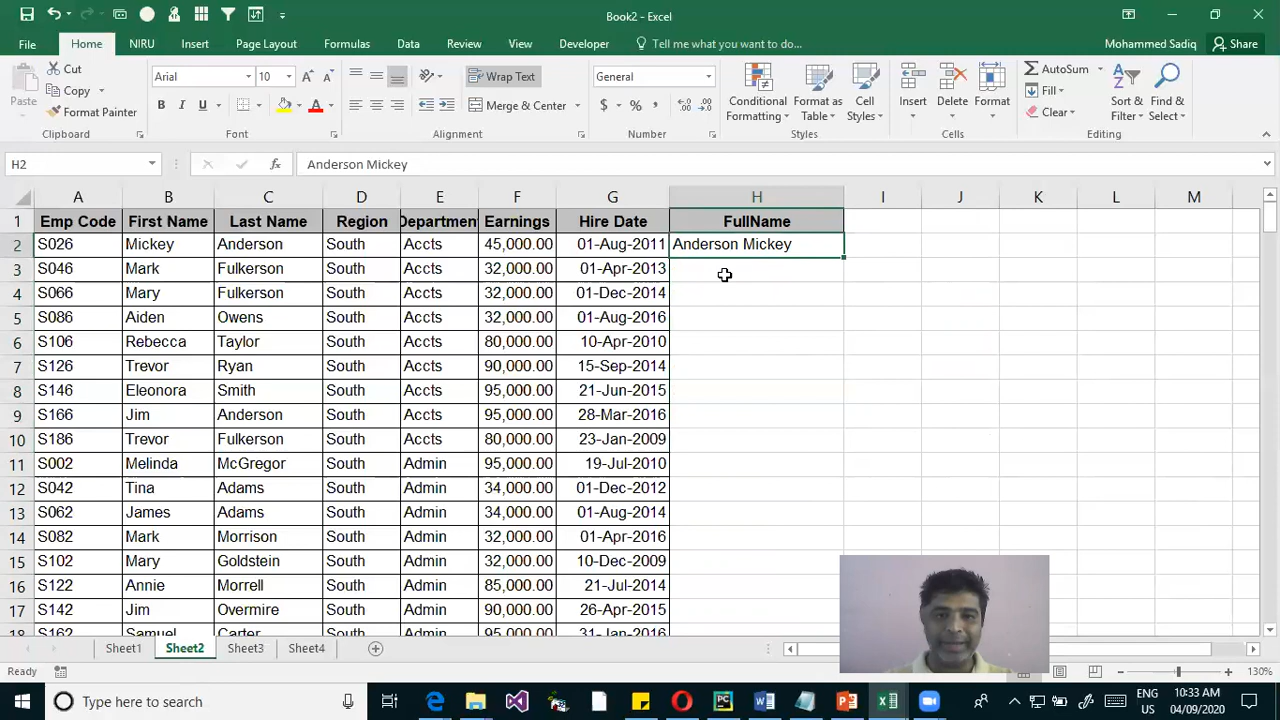 Book2 - Excel
File Home NIRU Insert Page Layout Formulas Data Review View Developer Tell me what you want to do... Mohammed Sadiq Share
Paste
Cut
Copy
Format Painter
Clipboard
Arial 10
B I U
Font
Wrap Text
Merge & Center
Alignment
General
$ % ,
Number
Conditional Formatting
Format as Table
Cell Styles
Styles
Insert
Delete
Format
Cells
AutoSum
Fill
Clear
Sort & Filter
Find & Select
Editing
H2 fx Anderson Mickey
A B C D E F G H I J K L M
1 Emp Code First Name Last Name Region Departmen Earnings Hire Date FullName
2 S026 Mickey Anderson South Accts 45,000.00 01-Aug-2011 Anderson Mickey
3 S046 Mark Fulkerson South Accts 32,000.00 01-Apr-2013
4 S066 Mary Fulkerson South Accts 32,000.00 01-Dec-2014
5 S086 Aiden Owens South Accts 32,000.00 01-Aug-2016
6 S106 Rebecca Taylor South Accts 80,000.00 10-Apr-2010
7 S126 Trevor Ryan South Accts 90,000.00 15-Sep-2014
8 S146 Eleonora Smith South Accts 95,000.00 21-Jun-2015
9 S166 Jim Anderson South Accts 95,000.00 28-Mar-2016
10 S186 Trevor Fulkerson South Accts 80,000.00 23-Jan-2009
11 S002 Melinda McGregor South Admin 95,000.00 19-Jul-2010
12 S042 Tina Adams South Admin 34,000.00 01-Dec-2012
13 S062 James Adams South Admin 34,000.00 01-Aug-2014
14 S082 Mark Morrison South Admin 32,000.00 01-Apr-2016
15 S102 Mary Goldstein South Admin 32,000.00 10-Dec-2009
16 S122 Annie Morrell South Admin 85,000.00 21-Jul-2014
17 S142 Jim Overmire South Admin 90,000.00 26-Apr-2015
18 S162 Samuel Carter South Admin 95,000.00 31-Jan-2016
Sheet1 Sheet2 Sheet3 Sheet4
Ready 130%
Type here to search
ENG
US
10:33 AM
04/09/2020